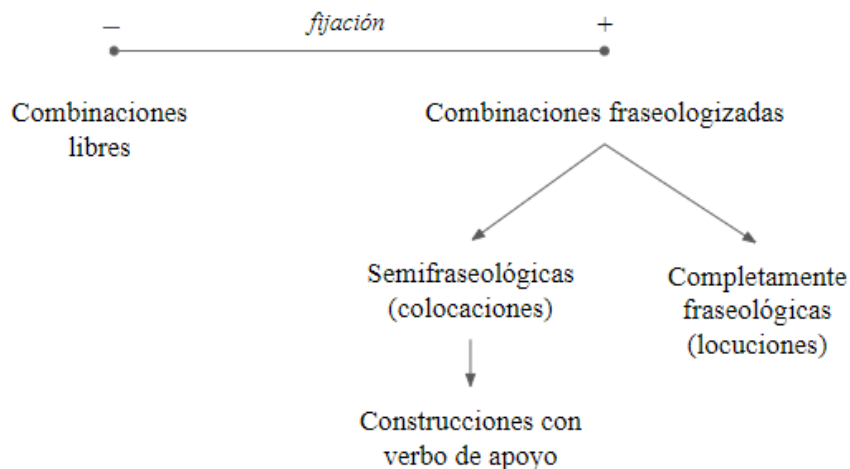 – fijación +
Combinaciones
libres
Combinaciones fraseologizadas
Semifraseológicas
(colocaciones)
Completamente
fraseológicas
(locuciones)
Construcciones con
verbo de apoyo